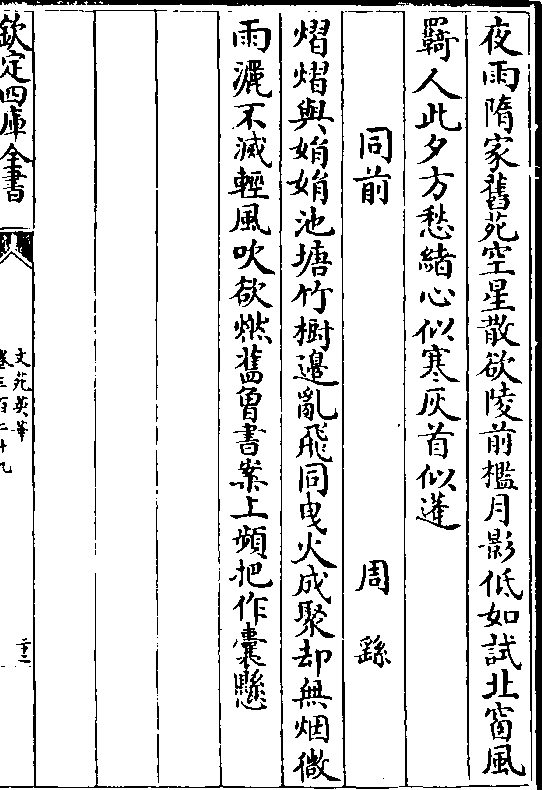 夜雨隋家舊苑空星散欲陵前檻月影低如試北窗風
羇人此夕方愁緒心似寒灰首似蓬
同前 周繇
熠熠與娟娟池塘竹樹邊亂飛同曳火成聚却無烟微
雨灑不滅輕風吹欲燃舊曾書案上頻把作囊懸
欽定四庫全書
文苑英華
卷三百二十九